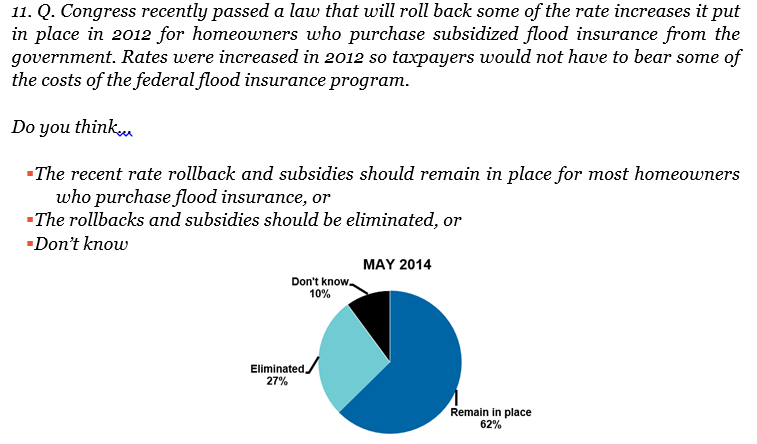 11. Q. Congress recently passed a law that will roll back some of the rate increases it put
in place in 2012 for homeowners who purchase subsidized flood insurance from the
government. Rates were increased in 2012 so taxpayers would not have to bear some of
the costs of the federal flood insurance program.
Do you think...
▪The recent rate rollback and subsidies should remain in place for most homeowners
who purchase flood insurance, or
▪The rollbacks and subsidies should be eliminated, or
▪Don't know
MAY 2014
Don't know
10%
Eliminated
27%
Remain in place
62%